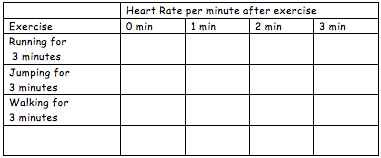 Heart Rate per minute after exercise
Exercise 0 min 1 min 2 min 3 min
Running for
3 minutes
Jumping for
3 minutes
Walking for
3 minutes